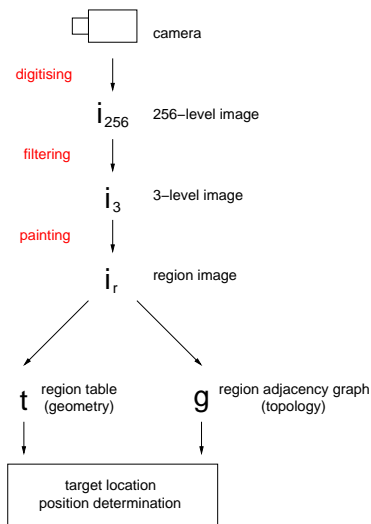 camera
digitising
i256 256-level image
filtering
i3 3-level image
painting
ir region image
t region table
(geometry)
g region adjacency graph
(topology)
target location
position determination